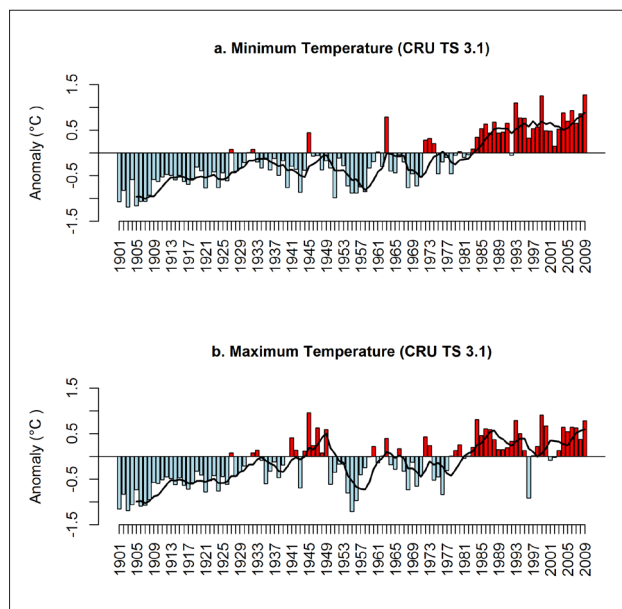 a. Minimum Temperature (CRU TS 3.1)
Anomaly (°C )
1.5
0.5
-0.5
-1.5
1901 1905 1909 1913 1917 1921 1925 1929 1933 1937 1941 1945 1949 1953 1957 1961 1965 1969 1973 1977 1981 1985 1989 1993 1997 2001 2005 2009
b. Maximum Temperature (CRU TS 3.1)
Anomaly (°C )
1.5
0.5
-0.5
-1.5
1901 1905 1909 1913 1917 1921 1925 1929 1933 1937 1941 1945 1949 1953 1957 1961 1965 1969 1973 1977 1981 1985 1989 1993 1997 2001 2005 2009